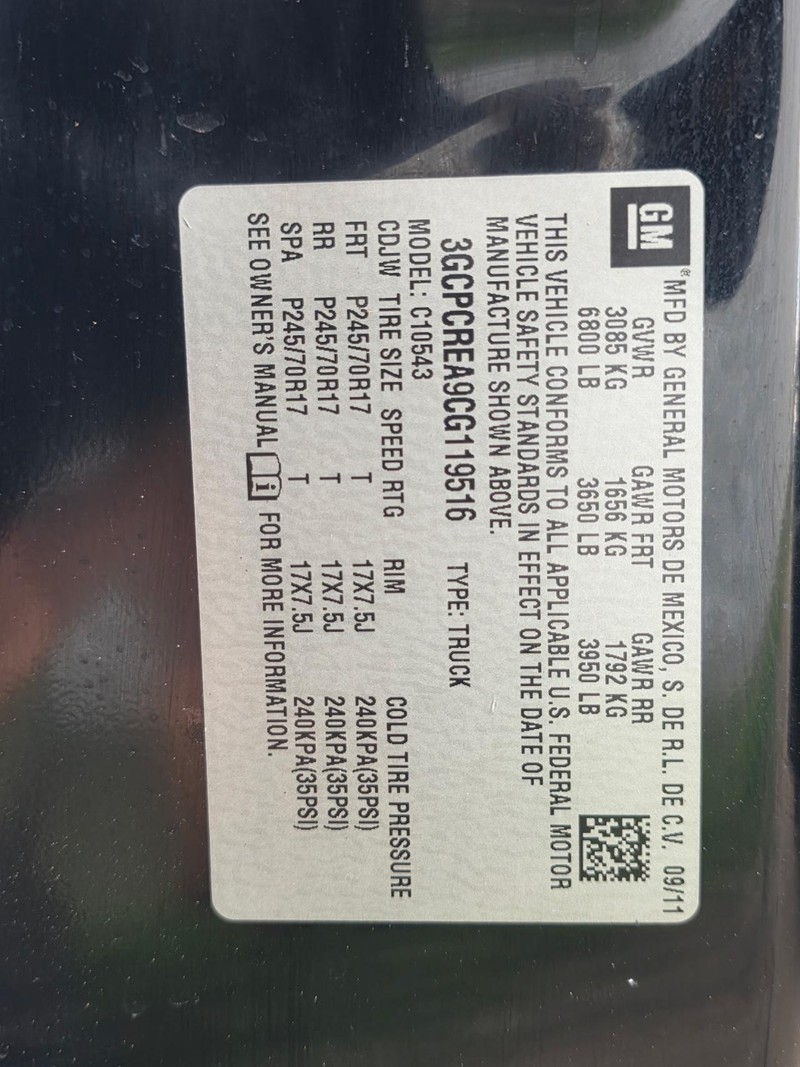 GM
® MFD BY GENERAL MOTORS DE MEXICO, S. DE R.L. DE C.V. 09/11
GVWR GAWR FRT GAWR RR
3085 KG 1656 KG 1792 KG
6800 LB 3650 LB 3950 LB
THIS VEHICLE CONFORMS TO ALL APPLICABLE U.S. FEDERAL MOTOR
VEHICLE SAFETY STANDARDS IN EFFECT ON THE DATE OF
MANUFACTURE SHOWN ABOVE.
3GCPCREA9CG119516 TYPE: TRUCK
MODEL: C10543
CDJW TIRE SIZE SPEED RTG RIM COLD TIRE PRESSURE
FRT P245/70R17 T 17X7.5J 240KPA(35PSI)
RR P245/70R17 T 17X7.5J 240KPA(35PSI)
SPA P245/70R17 T 17X7.5J 240KPA(35PSI)
SEE OWNER'S MANUAL i FOR MORE INFORMATION.